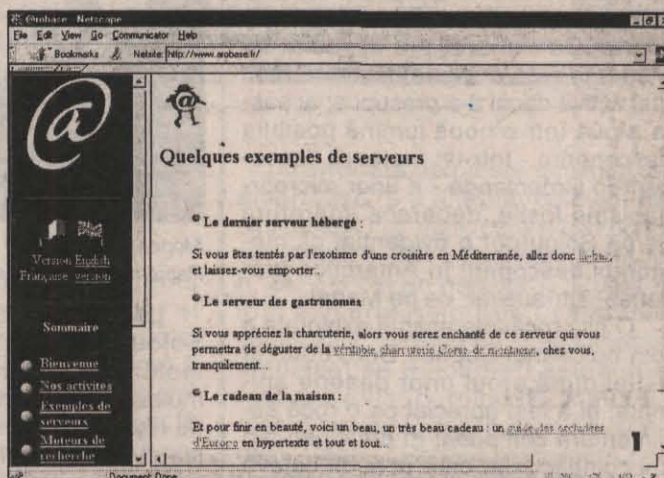 @robase - Netscape
File Edit View Go Communicator Help
Bookmarks Netsite: http://www.arobase.fr/
@
Quelques exemples de serveurs
Le dernier serveur hébergé :
Si vous êtes tentés par l'exotisme d'une croisière en Méditerranée, allez donc
et laissez-vous emporter...
Le serveur des gastronomes
Si vous appréciez la charcuterie, alors vous serez enchanté de ce serveur qui vous
permettra de déguster de la véritable charcuterie Corse de montagne, chez vous,
tranquilement...
Le cadeau de la maison :
Et pour finir en beauté, voici un beau, un très beau cadeau : un guide des orchidées
d'Europe en hypertexte et tout et tout...
Version English
Française version
Sommaire
Bienvenue
Nos activités
Exemples de
serveurs
Moteurs de
recherche
Document: Done
1